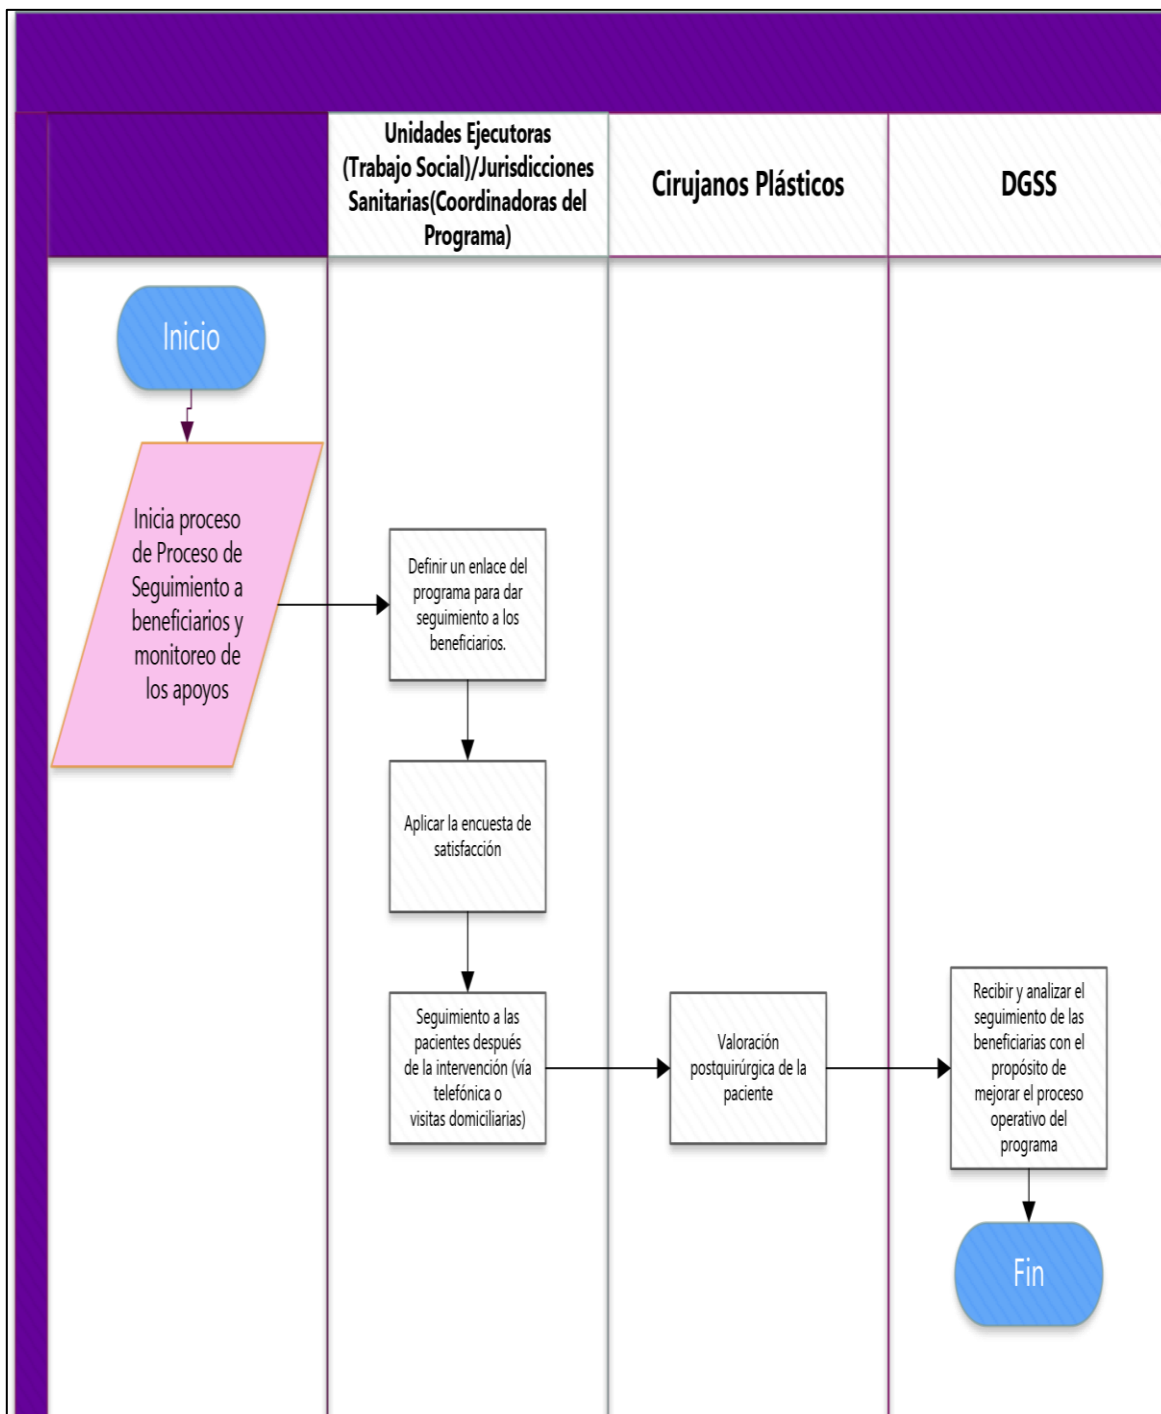 Unidades Ejecutoras
(Trabajo Social)/Jurisdicciones
Sanitarias(Coordinadoras del
Programa)
Cirujanos Plásticos
DGSS
Inicio
Inicia proceso
de Proceso de
Seguimiento a
beneficiarios y
monitoreo de
los apoyos
Definir un enlace del
programa para dar
seguimiento a los
beneficiarios.
Aplicar la encuesta de
satisfacción
Seguimiento a las
pacientes después
de la intervención (vía
telefónica o
visitas domiciliarias)
Valoración
postquirúrgica de la
paciente
Recibir y analizar el
seguimiento de las
beneficiarias con el
propósito de
mejorar el proceso
operativo del
programa
Fin